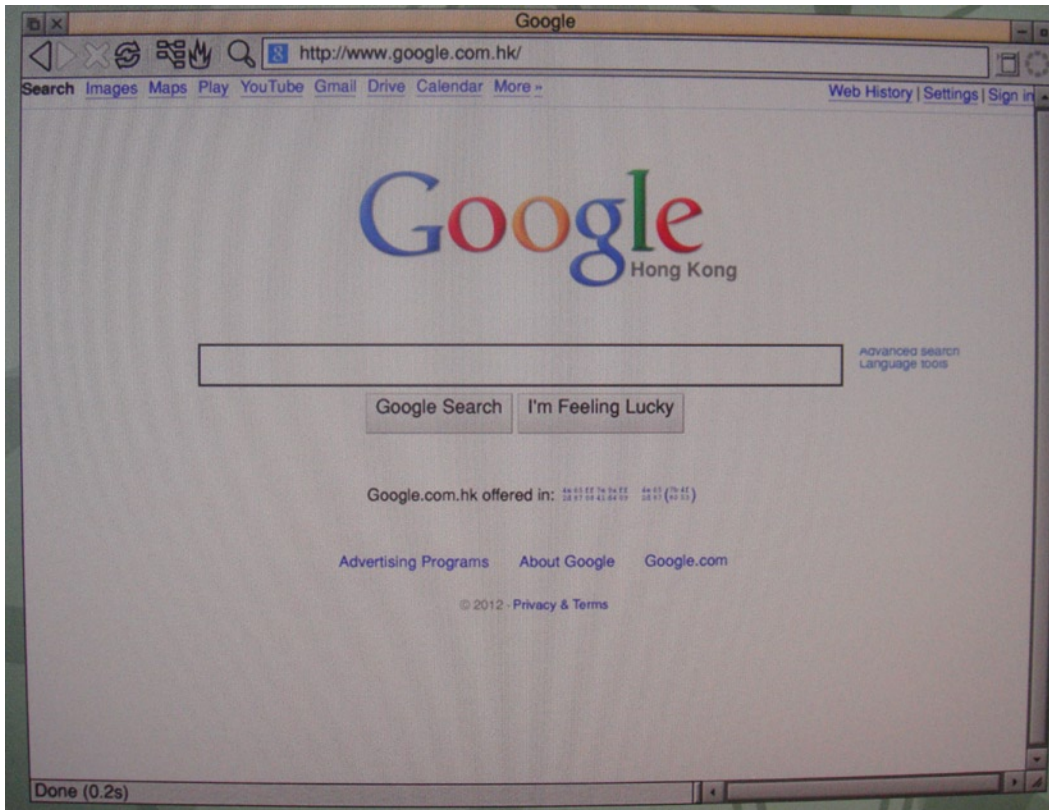 Google
http://www.google.com.hk/
Search Images Maps Play YouTube Gmail Drive Calendar More »
Web History | Settings | Sign in
Google
Hong Kong
Advanced search
Language tools
Google Search I'm Feeling Lucky
Google.com.hk offered in:
Advertising Programs About Google Google.com
© 2012 - Privacy & Terms
Done (0.2s)